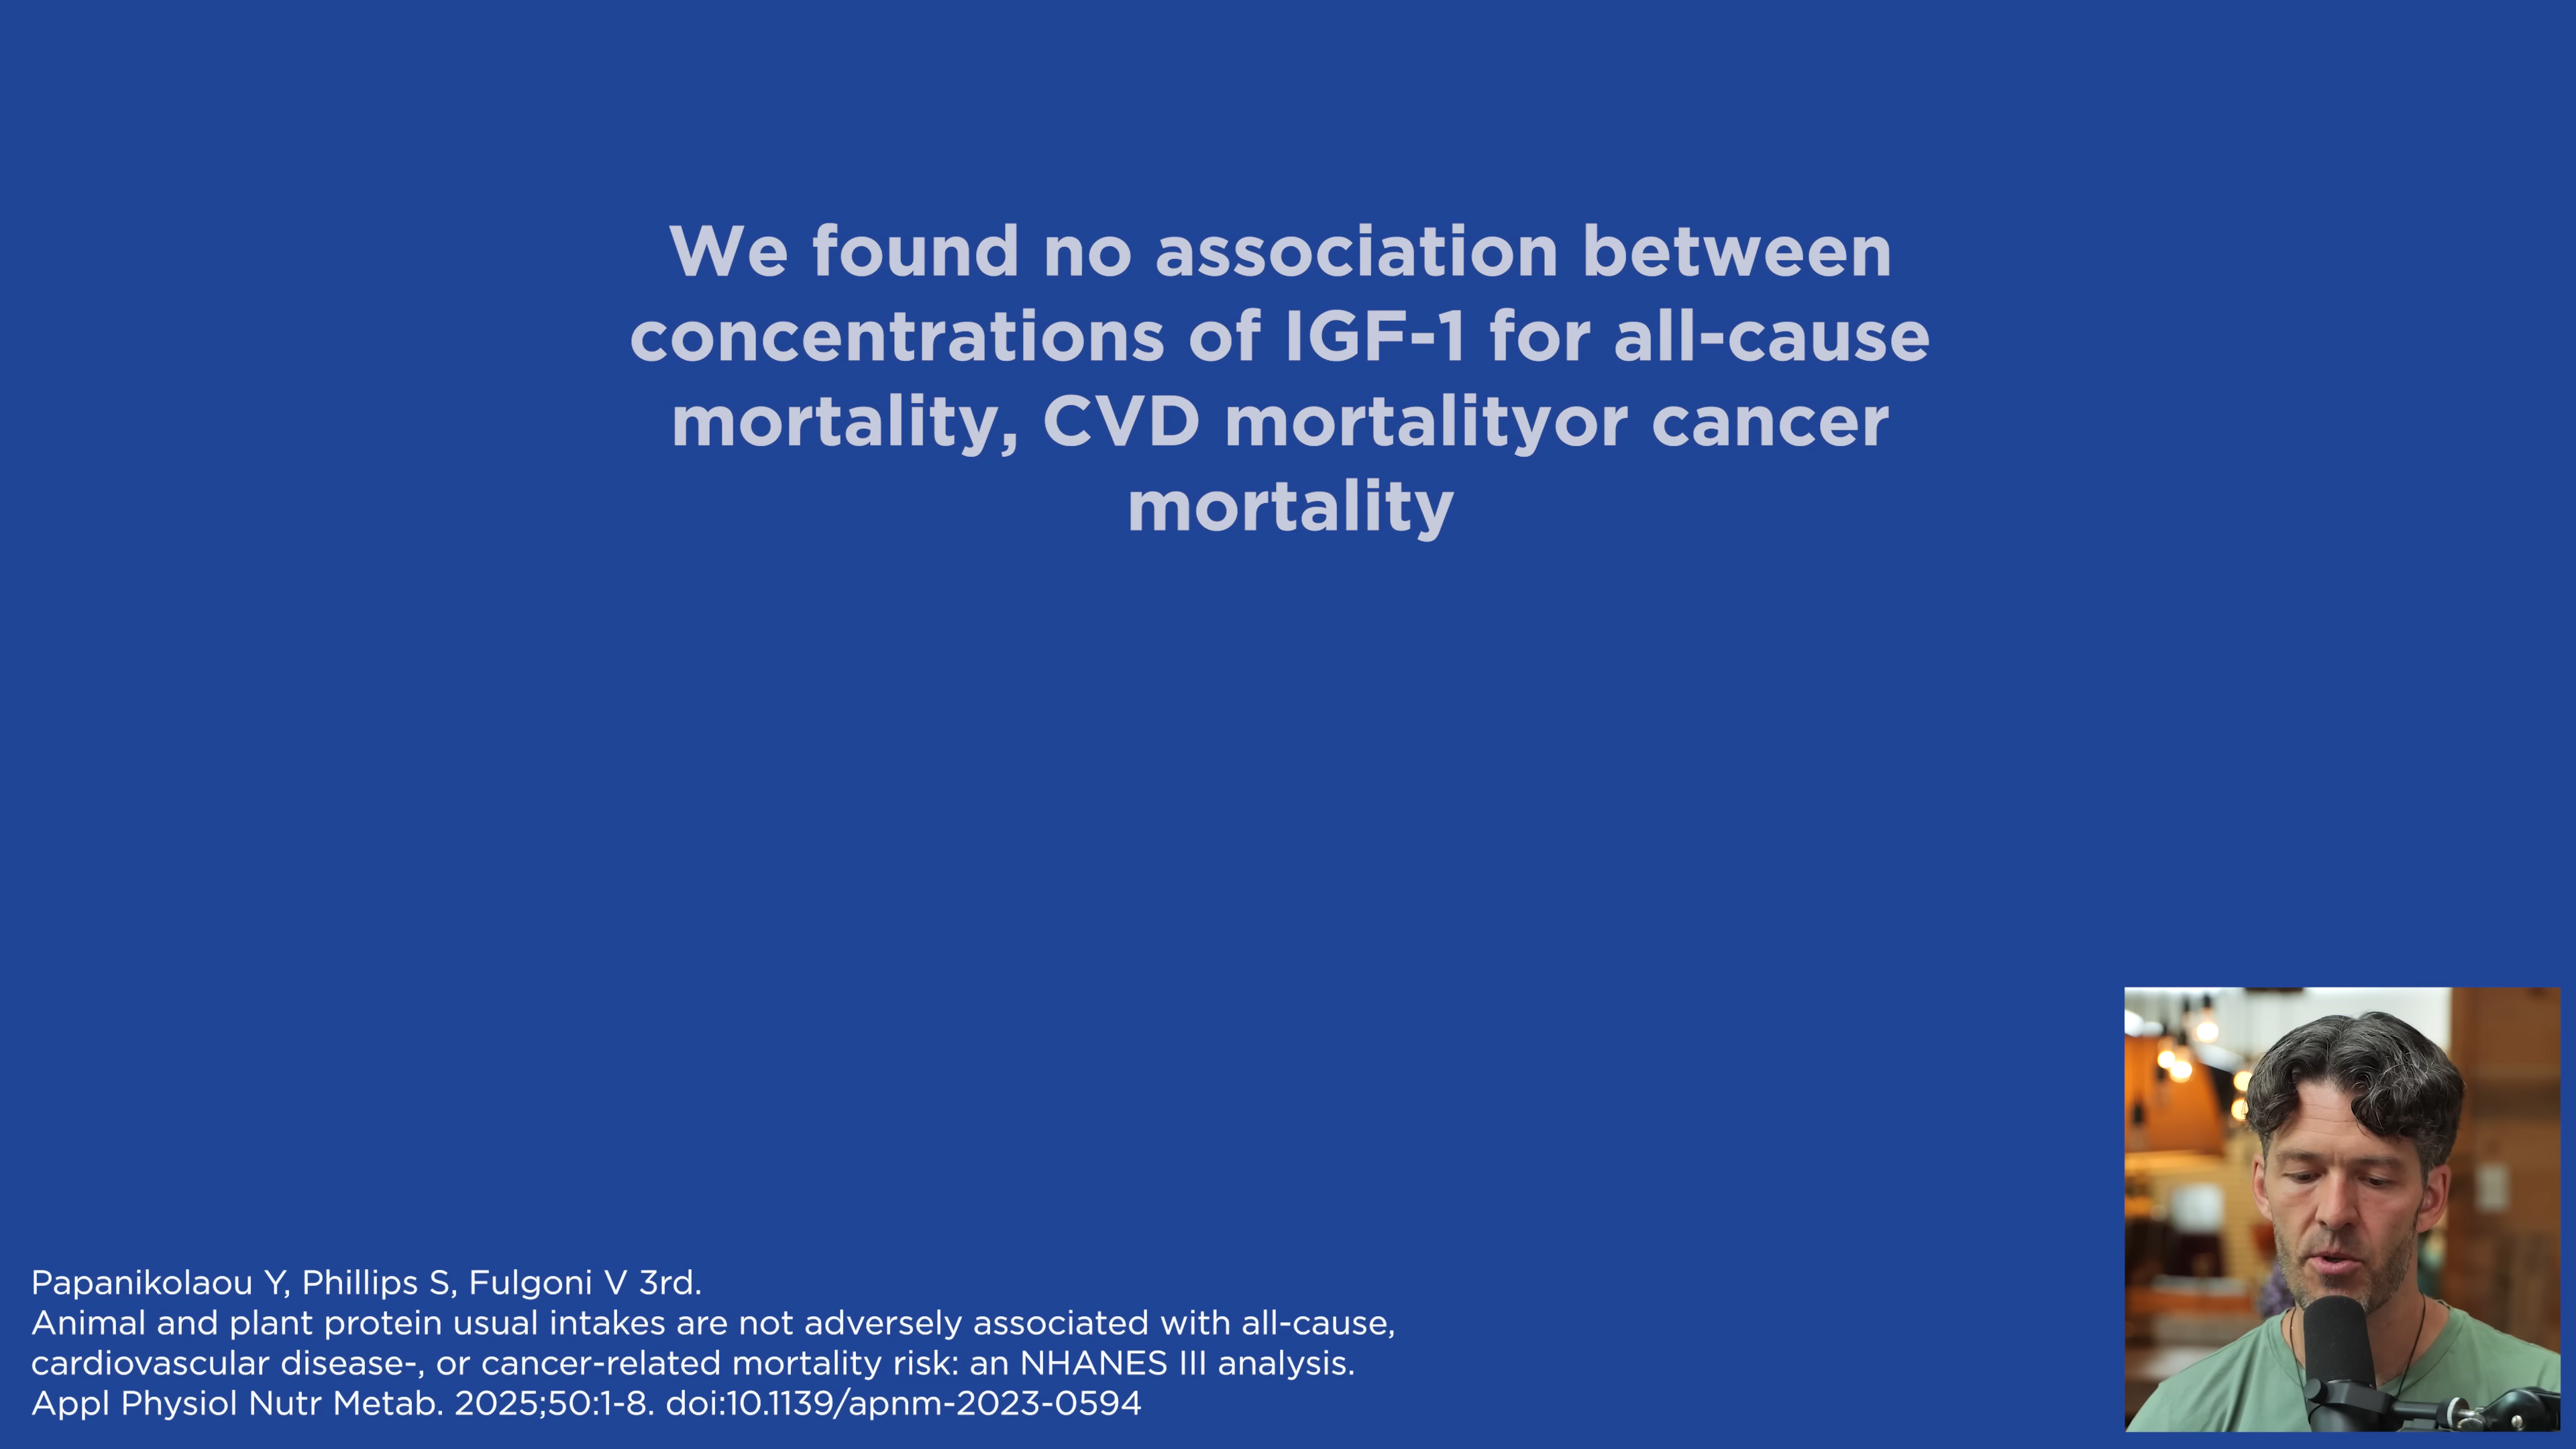 We found no association between
concentrations of IGF-1 for all-cause
mortality, CVD mortalityor cancer
mortality
Papanikolaou Y, Phillips S, Fulgoni V 3rd.
Animal and plant protein usual intakes are not adversely associated with all-cause,
cardiovascular disease-, or cancer-related mortality risk: an NHANES III analysis.
Appl Physiol Nutr Metab. 2025;50:1-8. doi:10.1139/apnm-2023-0594